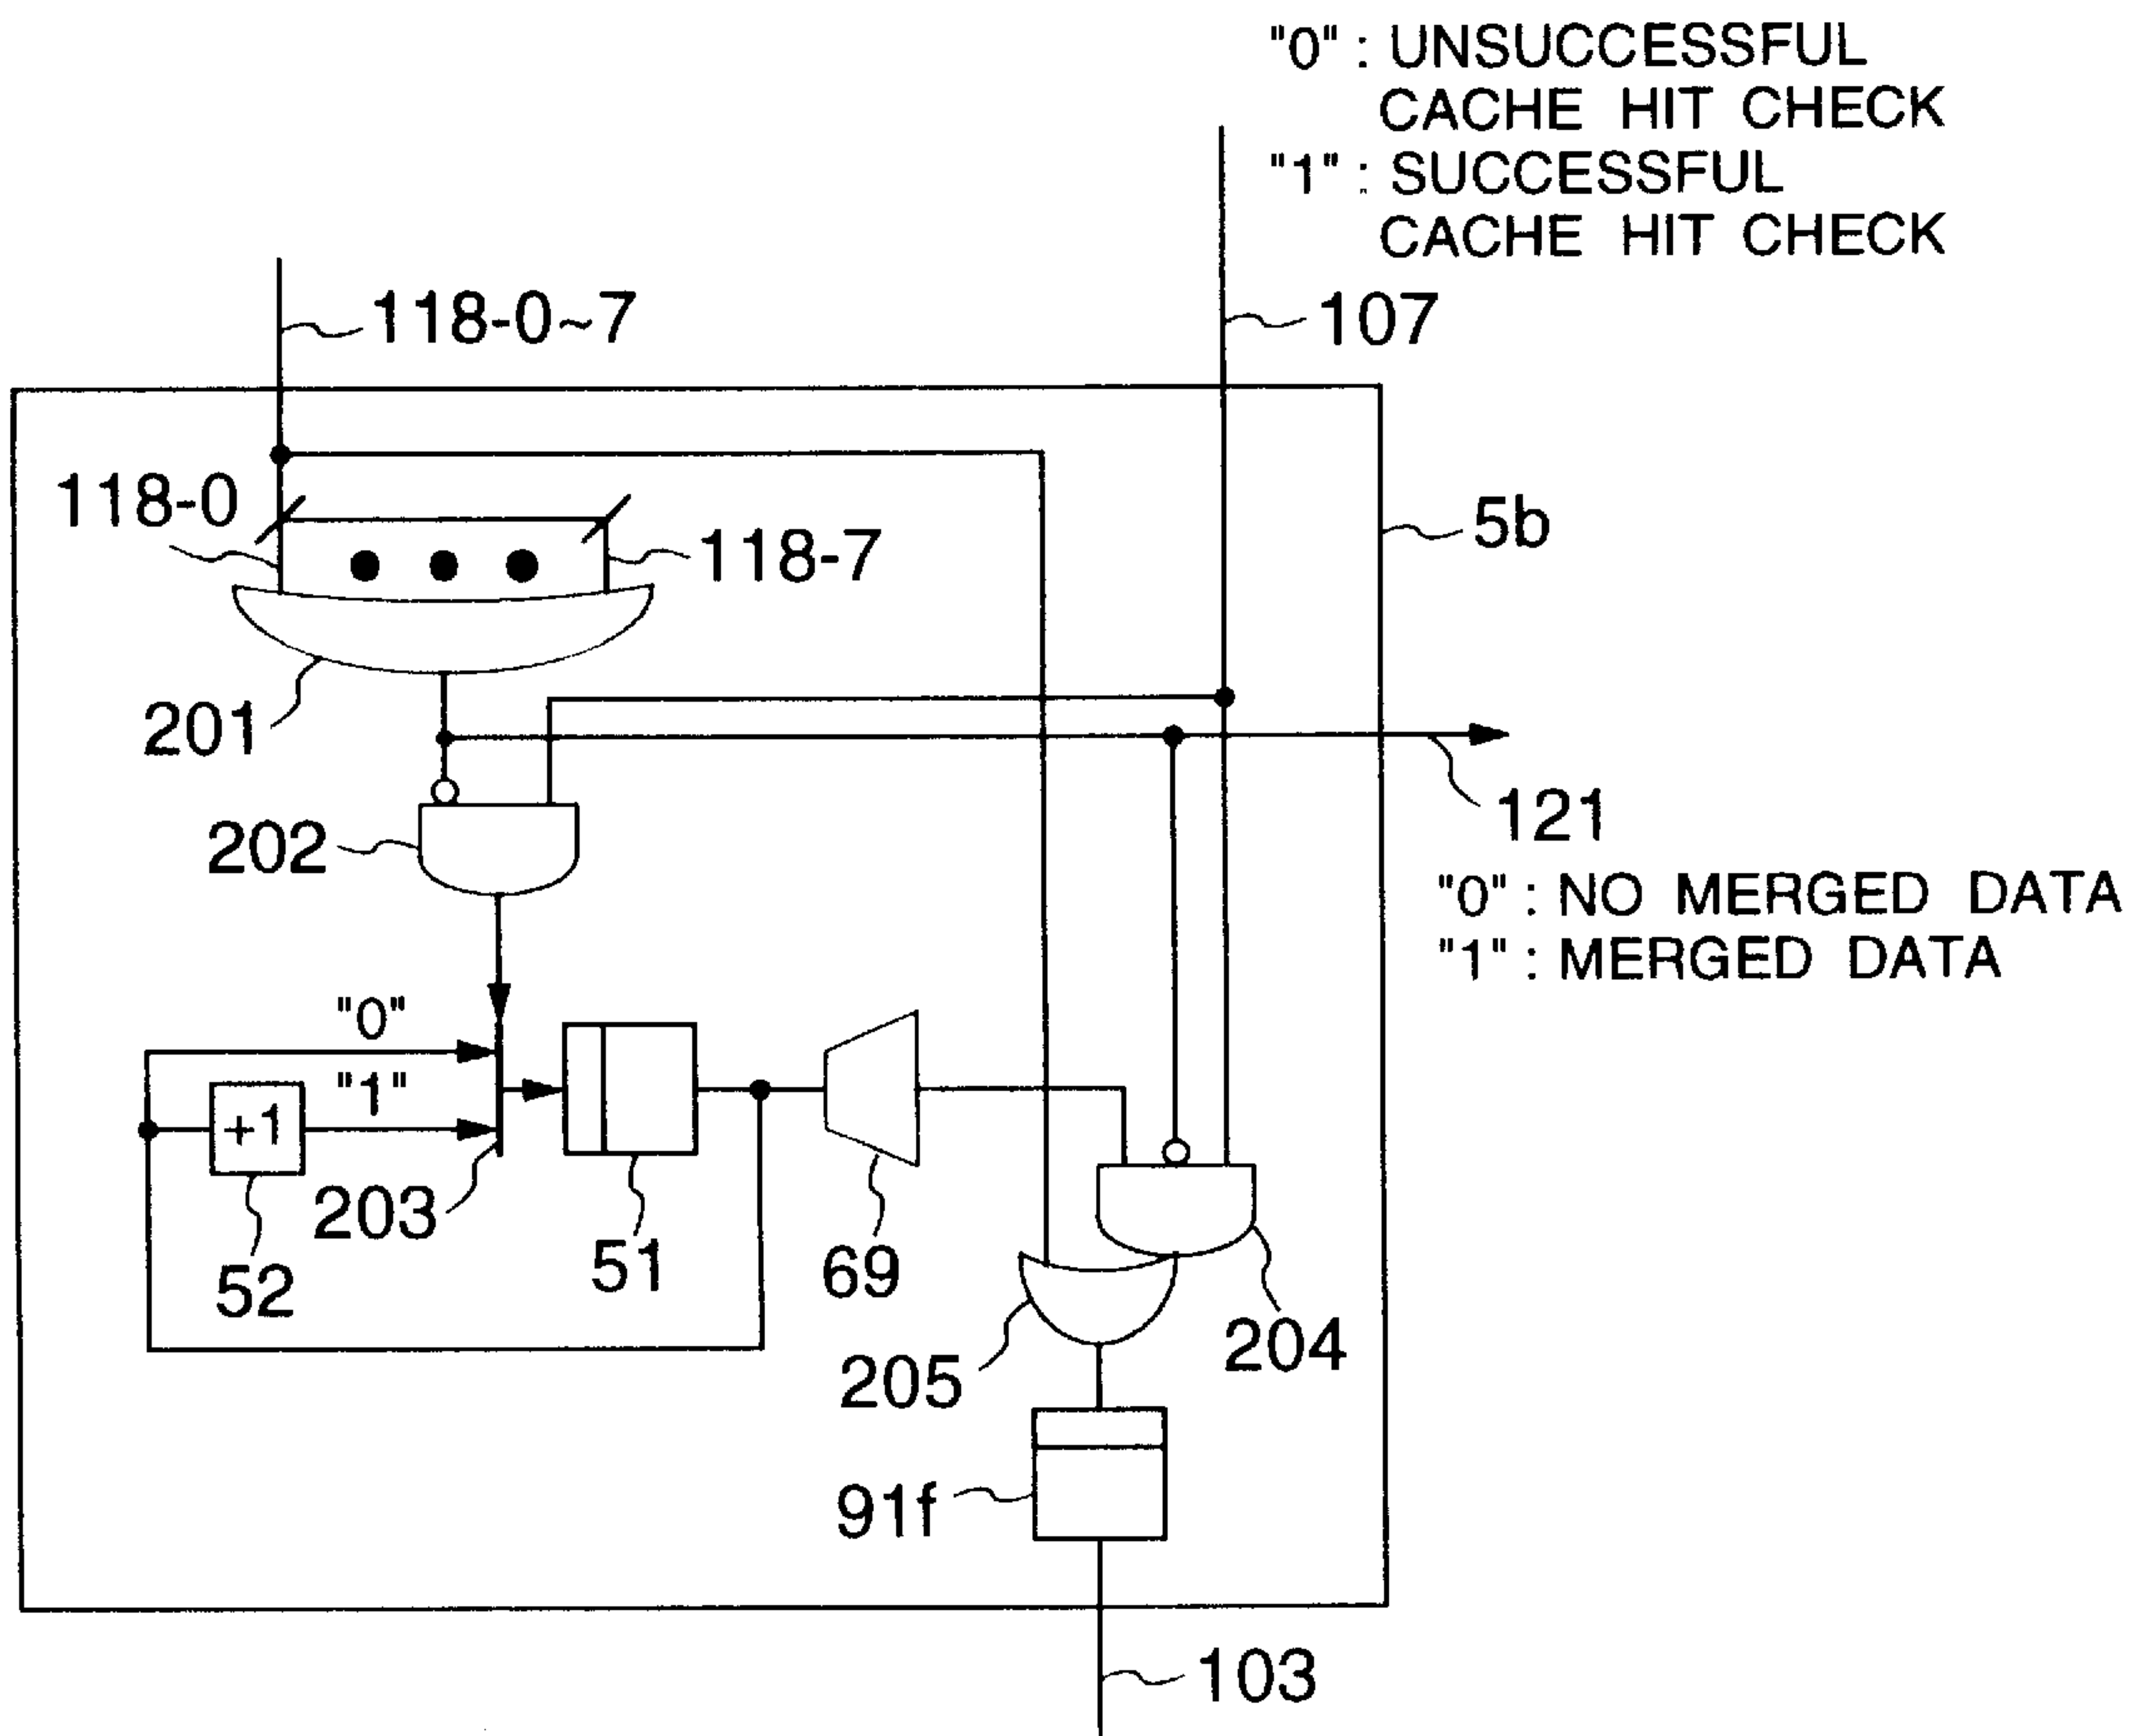 "0" : UNSUCCESSFUL
CACHE HIT CHECK
"1" : SUCCESSFUL
CACHE HIT CHECK
118-0~7
107
118-0
118-7
5b
201
121
202
"0" : NO MERGED DATA
"1" : MERGED DATA
"0"
"1"
+1
203
52
51
69
204
205
91f
103